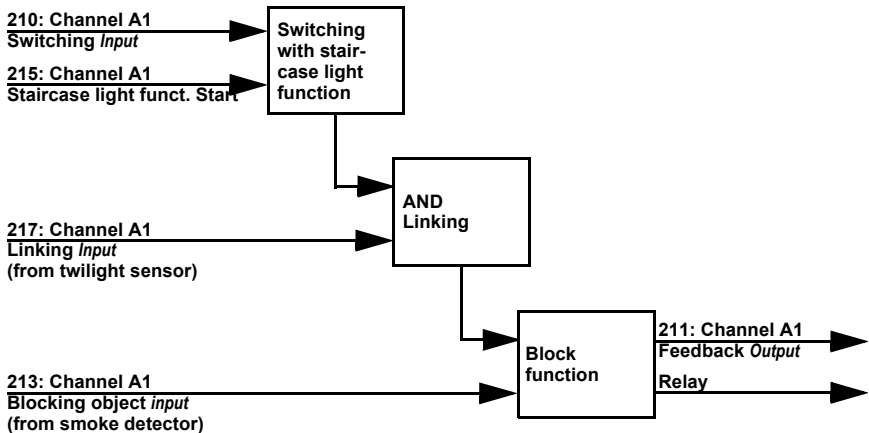 210: Channel A1
Switching Input
Switching
with stair-
case light
function
215: Channel A1
Staircase light funct. Start
AND
Linking
217: Channel A1
Linking Input
(from twilight sensor)
Block
function
211: Channel A1
Feedback Output
Relay
213: Channel A1
Blocking object input
(from smoke detector)